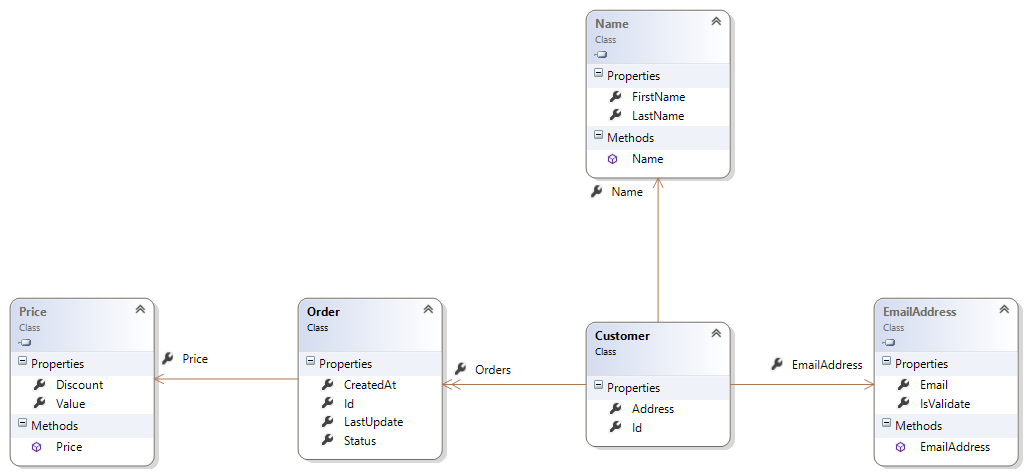 Name
Class
Properties
FirstName
LastName
Methods
Name
Name
Price
Class
Properties
Discount
Value
Methods
Price
Price
Order
Class
Properties
CreatedAt
Id
LastUpdate
Status
Orders
Customer
Class
Properties
Address
Id
EmailAddress
EmailAddress
Class
Properties
Email
IsValidate
Methods
EmailAddress